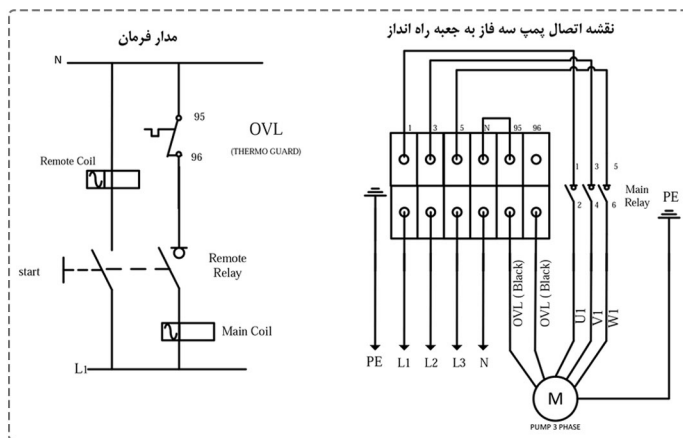 مدار فرمان
N
95
OVL
(THERMO GUARD)
96
Remote Coil
start
Remote
Relay
Main Coil
L1
نقشه اتصال پمپ سه فاز به جعبه راه انداز
1 3 5 N 95 96
1 3 5
Main
Relay
2 4 6
PE
OVL ( Black)
OVL ( Black)
U1
V1
W1
PE L1 L2 L3 N
M
PUMP 3 PHASE